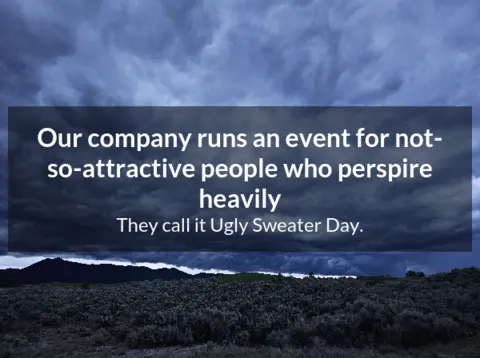 Our company runs an event for not-
so-attractive people who perspire
heavily
They call it Ugly Sweater Day.